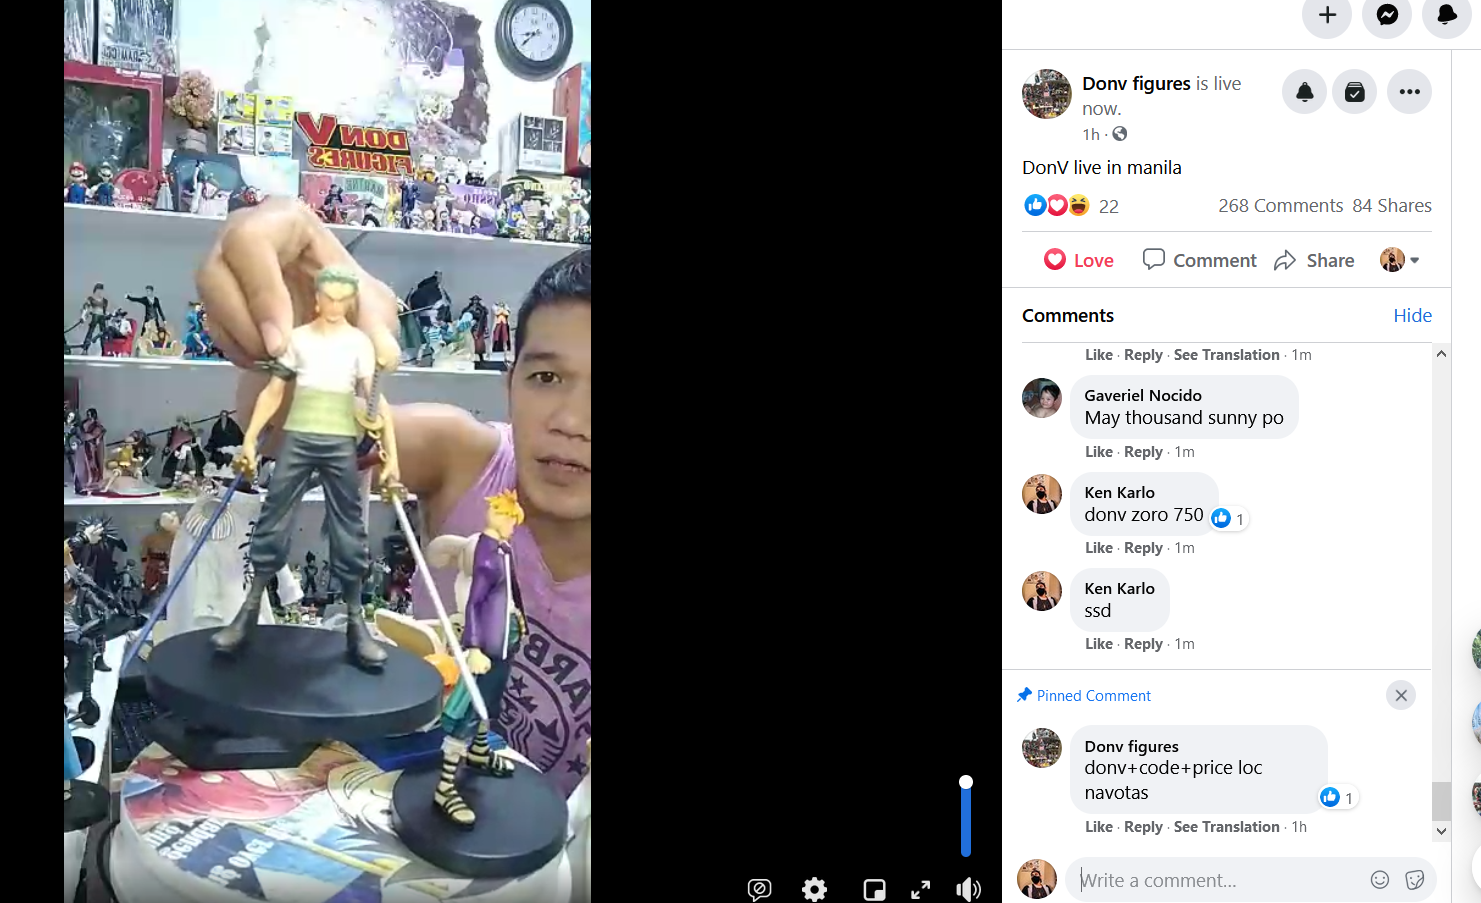 DONV
FIGURES
Donv figures is live
now.
1h ·
DonV live in manila
22
268 Comments 84 Shares
Love
Comment
Share
Comments
Hide
Like · Reply · See Translation · 1m
Gaveriel Nocido
May thousand sunny po
Like · Reply · 1m
Ken Karlo
donv zoro 750
1
Like · Reply · 1m
Ken Karlo
ssd
Like · Reply · 1m
Pinned Comment
Donv figures
donv+code+price loc
navotas
1
Like · Reply · See Translation · 1h
Write a comment...